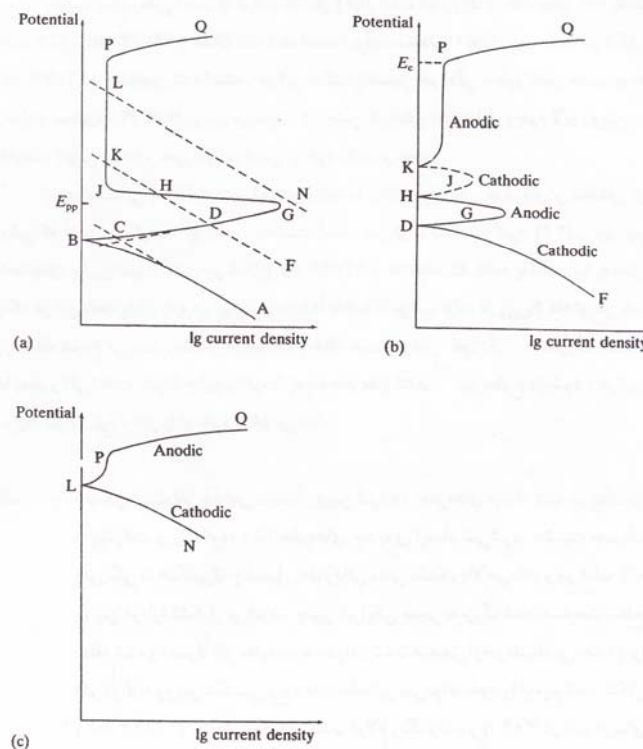 Potential
Q
P
L
K
J
H
N
E_pp
D
G
C
B
F
A
(a)
lg current density
Potential
Q
P
E_c
Anodic
K
J
Cathodic
H
G
Anodic
D
Cathodic
F
(b)
lg current density
Potential
Q
P
Anodic
L
Cathodic
N
(c)
lg current density